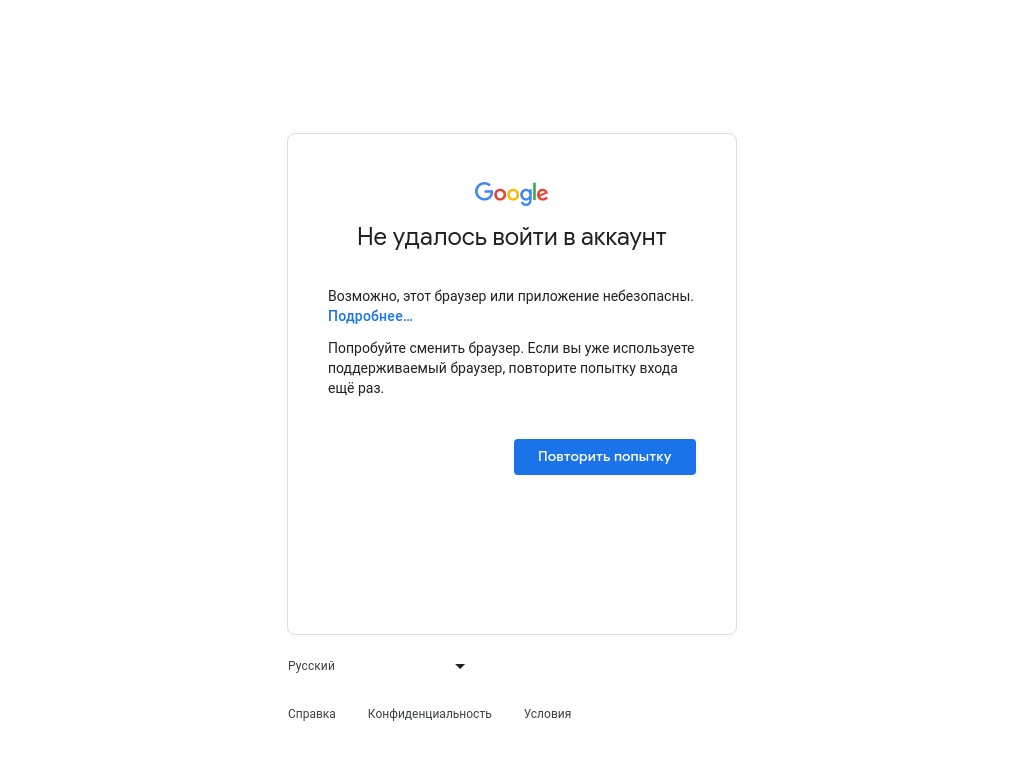 Google
Не удалось войти в аккаунт
Возможно, этот браузер или приложение небезопасны.
Подробнее…
Попробуйте сменить браузер. Если вы уже используете
поддерживаемый браузер, повторите попытку входа
ещё раз.
Повторить попытку
Русский
Справка Конфиденциальность Условия